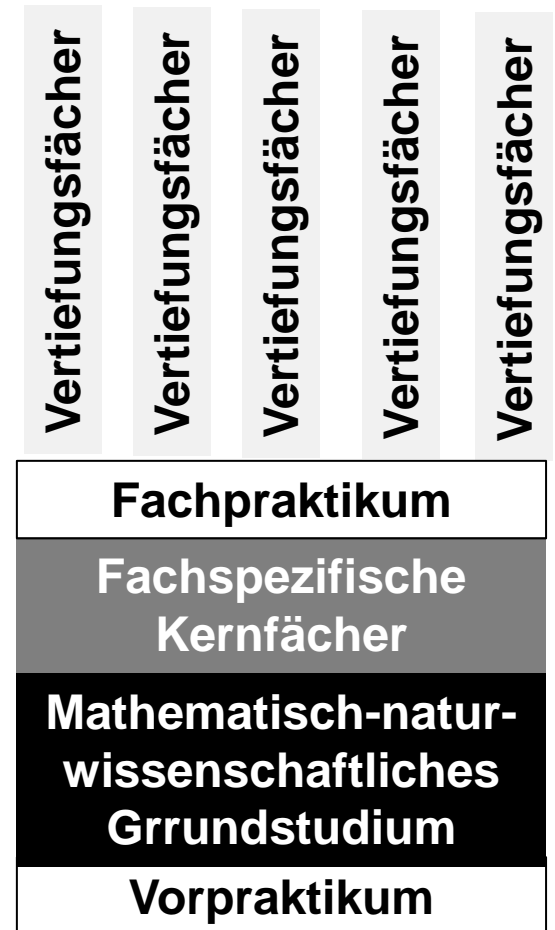 Vertiefungsfächer
Vertiefungsfächer
Vertiefungsfächer
Vertiefungsfächer
Vertiefungsfächer
Fachpraktikum
Fachspezifische
Kernfächer
Mathematisch-natur-
wissenschaftliches
Grrundstudium
Vorpraktikum